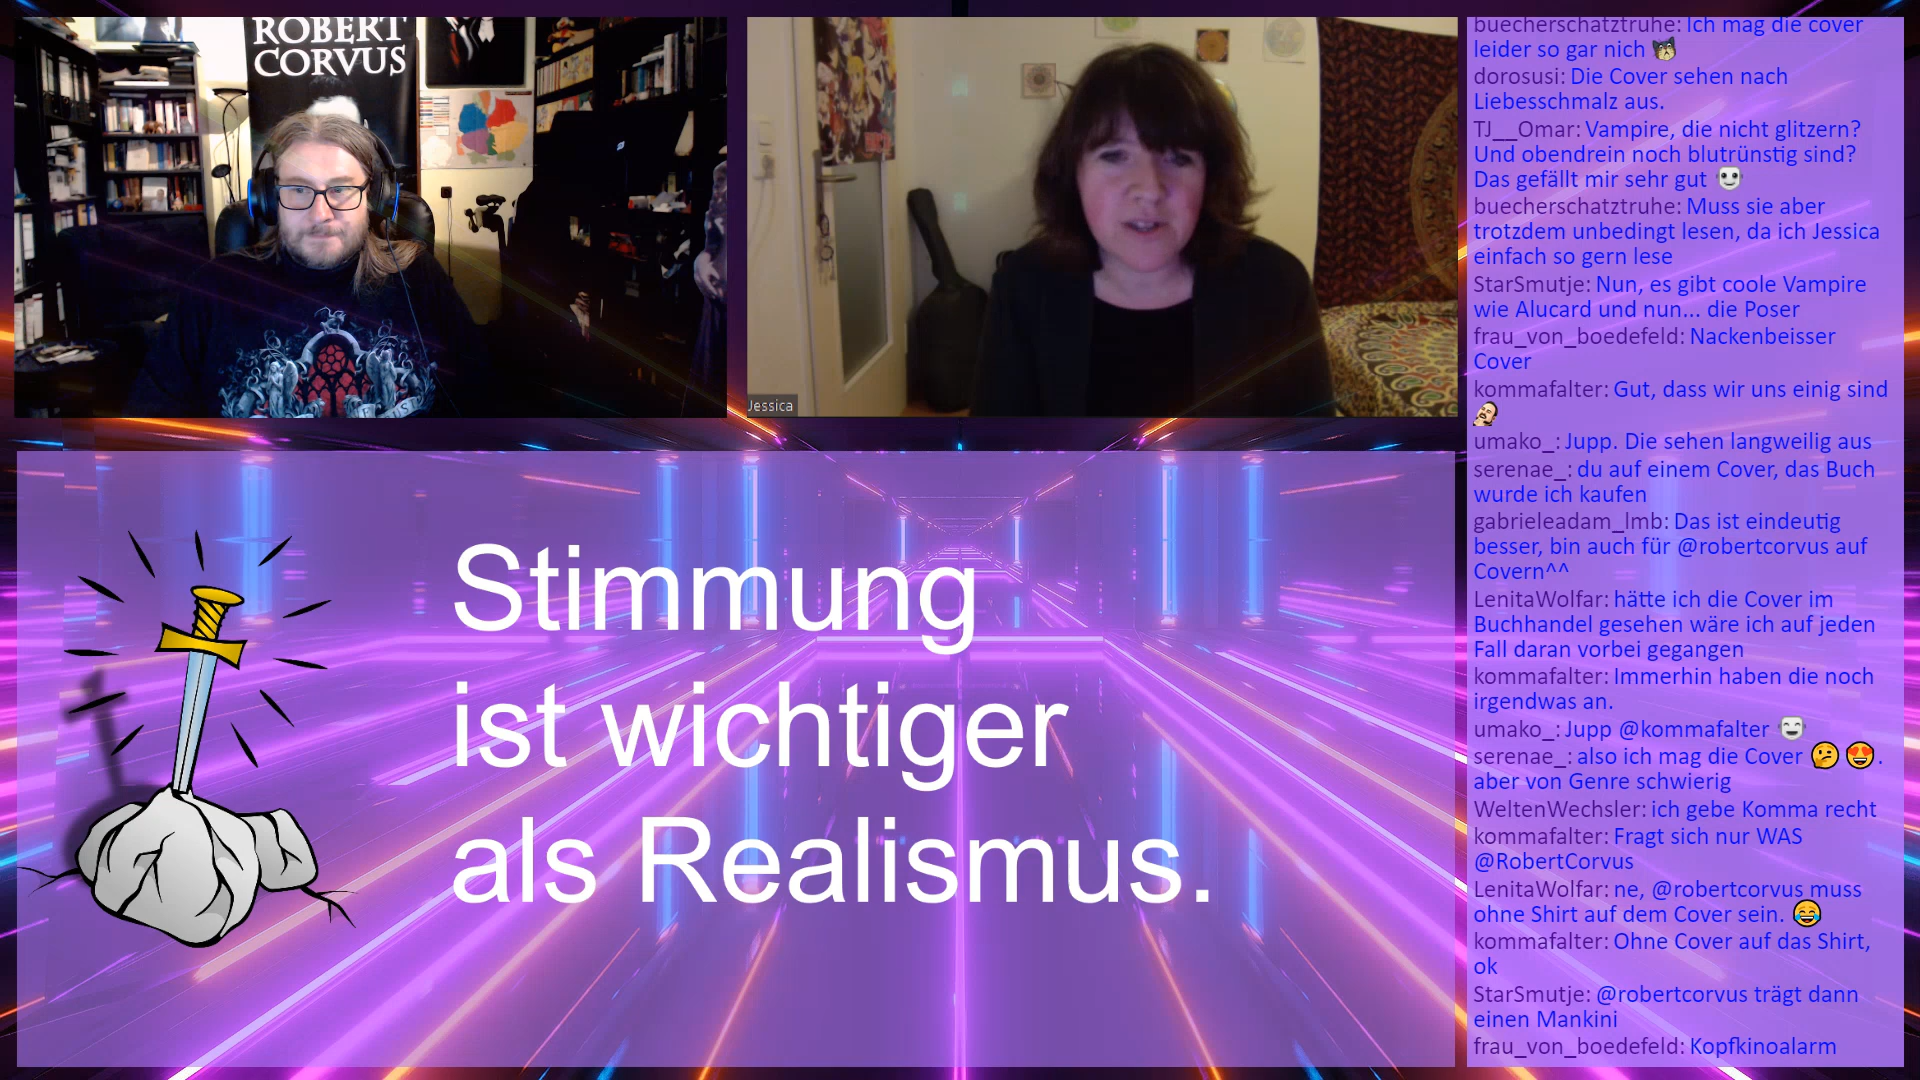 ROBERT
CORVUS
Jessica
Stimmung
ist wichtiger
als Realismus.
buecherschatztruhe: Ich mag die cover
leider so gar nich
dorosusi: Die Cover sehen nach
Liebesschmalz aus.
TJ__Omar: Vampire, die nicht glitzern?
Und obendrein noch blutrünstig sind?
Das gefällt mir sehr gut
buecherschatztruhe: Muss sie aber
trotzdem unbedingt lesen, da ich Jessica
einfach so gern lese
StarSmutje: Nun, es gibt coole Vampire
wie Alucard und nun... die Poser
frau_von_boedefeld: Nackenbeisser
Cover
kommafalter: Gut, dass wir uns einig sind
umako_: Jupp. Die sehen langweilig aus
serenae_: du auf einem Cover, das Buch
wurde ich kaufen
gabrieleadam_lmb: Das ist eindeutig
besser, bin auch für @robertcorvus auf
Covern^^
LenitaWolfar: hätte ich die Cover im
Buchhandel gesehen wäre ich auf jeden
Fall daran vorbei gegangen
kommafalter: Immerhin haben die noch
irgendwas an.
umako_: Jupp @kommafalter
serenae_: also ich mag die Cover 🤔 😍.
aber von Genre schwierig
WeltenWechsler: ich gebe Komma recht
kommafalter: Fragt sich nur WAS
@RobertCorvus
LenitaWolfar: ne, @robertcorvus muss
ohne Shirt auf dem Cover sein. 😂
kommafalter: Ohne Cover auf das Shirt,
ok
StarSmutje: @robertcorvus trägt dann
einen Mankini
frau_von_boedefeld: Kopfkinoalarm